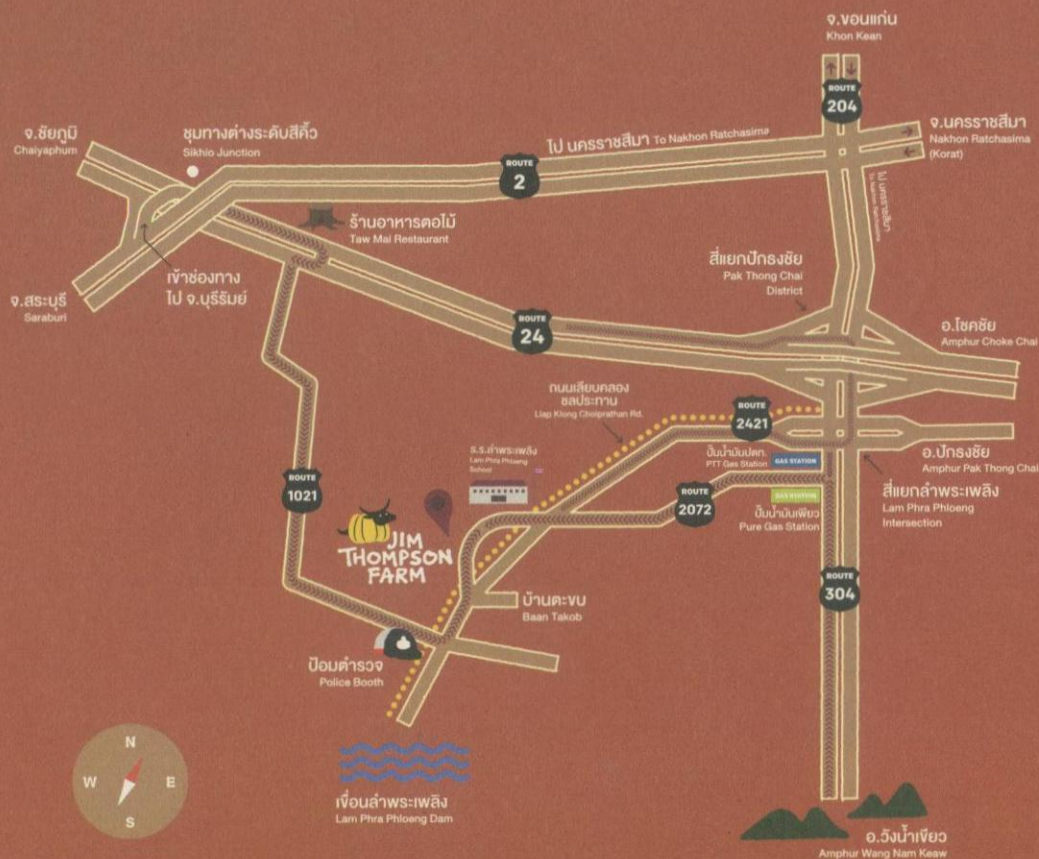 จ.ขอนแก่น
Khon Kean
ROUTE
204
จ.ชัยภูมิ
Chaiyaphum
ชุมทางต่างระดับสีคิ้ว
Sikhio Junction
ไป นครราชสีมา To Nakhon Ratchasima
จ.นครราชสีมา
Nakhon Ratchasima
(Korat)
ROUTE
2
ไป นครราชสีมา
To Nakhon Ratchasima
ร้านอาหารตอไม้
Taw Mai Restaurant
เข้าช่องทาง
ไป จ.บุรีรัมย์
จ.สระบุรี
Saraburi
สี่แยกปักธงชัย
Pak Thong Chai
District
ROUTE
24
อ.โชคชัย
Amphur Choke Chai
ถนนเลียบคลอง
ชลประทาน
Liap Klong Cholprathan Rd.
ROUTE
2421
ร.ร.ลำพระเพลิง
Lam Phra Phloeng
School
ปั๊มน้ำมันปตท.
PTT Gas Station
GAS STATION
อ.ปักธงชัย
Amphur Pak Thong Chai
ROUTE
1021
ROUTE
2072
GAS STATION
ปั๊มน้ำมันเพียว
Pure Gas Station
สี่แยกลำพระเพลิง
Lam Phra Phloeng
Intersection
JIM
THOMPSON
FARM
ROUTE
304
บ้านตะขบ
Baan Takob
ป้อมตำรวจ
Police Booth
N
W
E
S
เขื่อนลำพระเพลิง
Lam Phra Phloeng Dam
อ.วังน้ำเขียว
Amphur Wang Nam Keaw